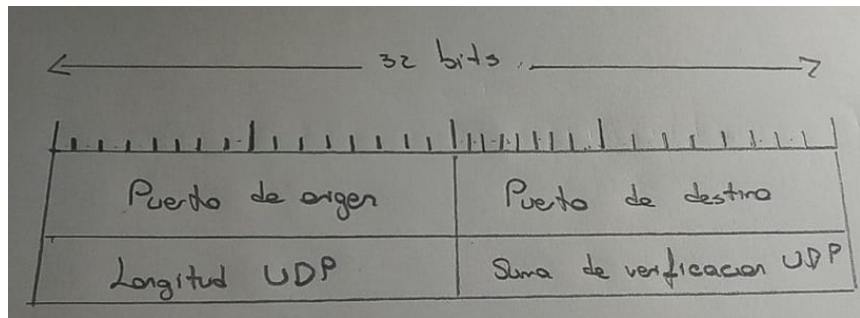 32 bits
Puerto de origen Puerto de destino
Longitud UDP Suma de verificacion UDP